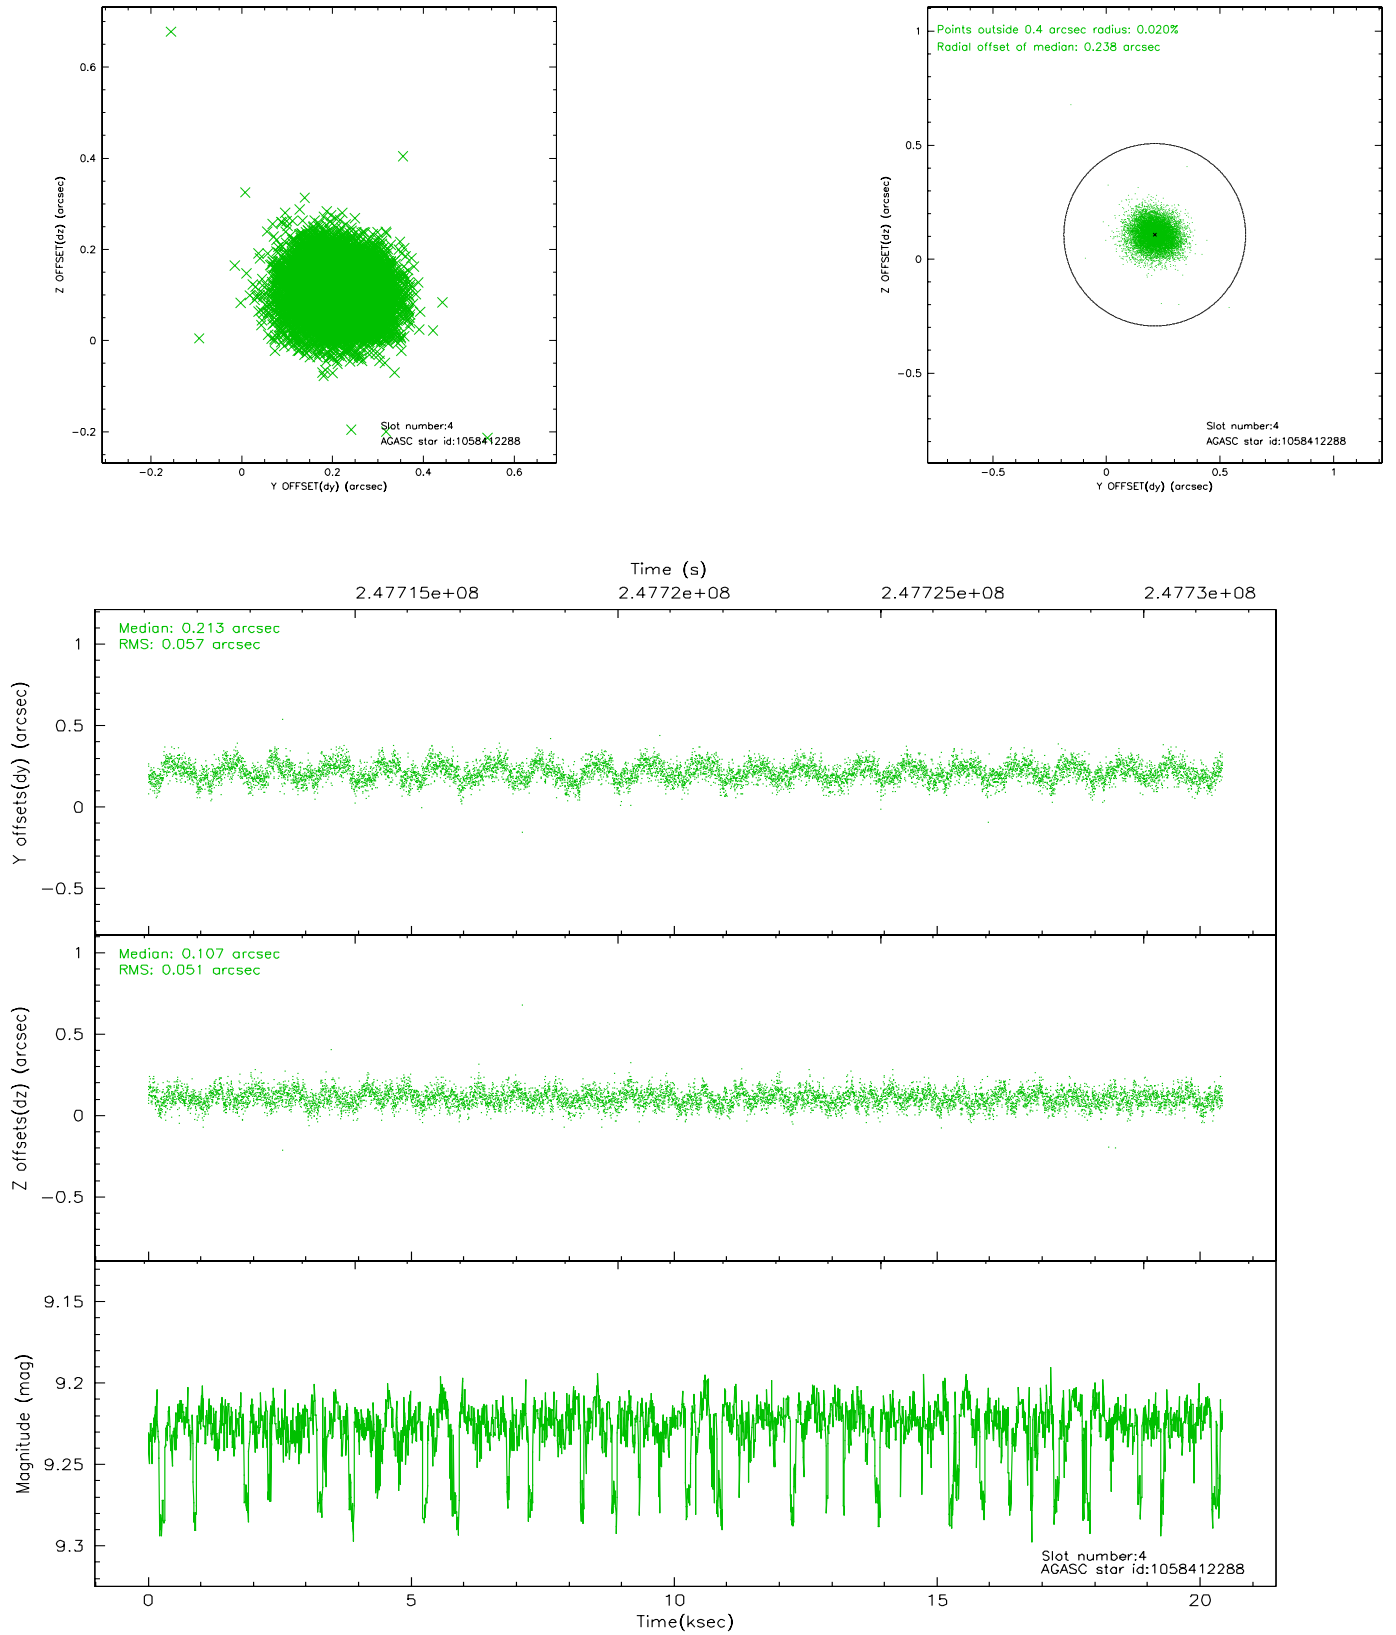 0.6
0.4
0.2
0
−0.2
Z OFFSET(dz) (arcsec)
Slot number:4
AGASC star id:1058412288
−0.2 0 0.2 0.4 0.6
Y OFFSET(dy) (arcsec)
Points outside 0.4 arcsec radius: 0.020%
Radial offset of median: 0.238 arcsec
1
0.5
0
−0.5
Z OFFSET(dz) (arcsec)
Slot number:4
AGASC star id:1058412288
−0.5 0 0.5 1
Y OFFSET(dy) (arcsec)
Time (s)
2.47715e+08 2.4772e+08 2.47725e+08 2.4773e+08
Median: 0.213 arcsec
RMS: 0.057 arcsec
1
0.5
0
−0.5
Y offsets(dy) (arcsec)
Median: 0.107 arcsec
RMS: 0.051 arcsec
1
0.5
0
−0.5
Z offsets(dz) (arcsec)
9.15
9.2
9.25
9.3
Magnitude (mag)
Slot number:4
AGASC star id:1058412288
0 5 10 15 20
Time(ksec)